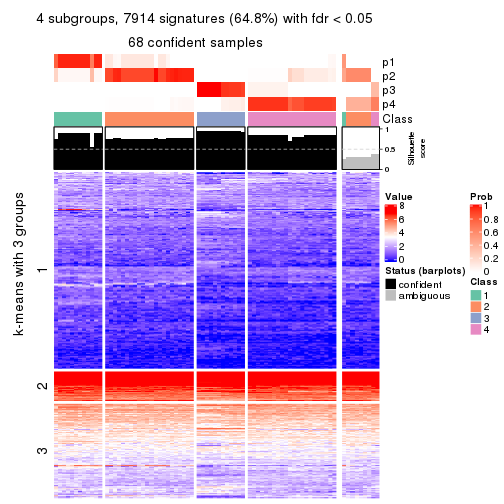 4 subgroups, 7914 signatures (64.8%) with fdr < 0.05
68 confident samples
p1
p2
p3
p4
Class
1
0.5
0
Silhouette
score
k-means with 3 groups
1
2
3
Value
8
6
4
2
0
Status (barplots)
confident
ambiguous
Prob
1
0.8
0.6
0.4
0.2
0
Class
1
2
3
4